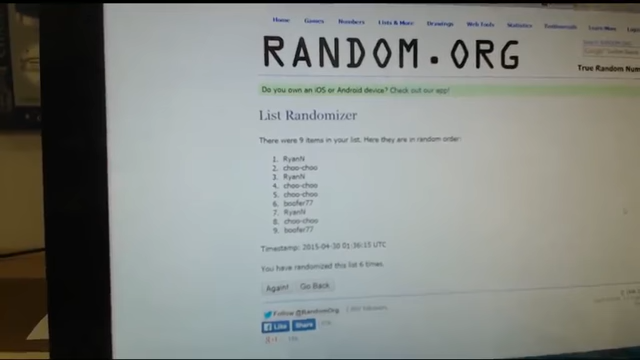 Home Games Numbers Lists & More Drawings Web Tools Statistics Testimonials Learn More
RANDOM.ORG
True Random Num
Do you own an iOS or Android device? Check out our app!
List Randomizer
There were 9 items in your list. Here they are in random order:
1. RyanN
2. choo-choo
3. RyanN
4. choo-choo
5. choo-choo
6. boofer77
7. RyanN
8. choo-choo
9. boofer77
Timestamp: 2015-04-30 01:36:15 UTC
You have randomized this list 6 times
Again! Go Back
Follow @RandomOrg
Like Share